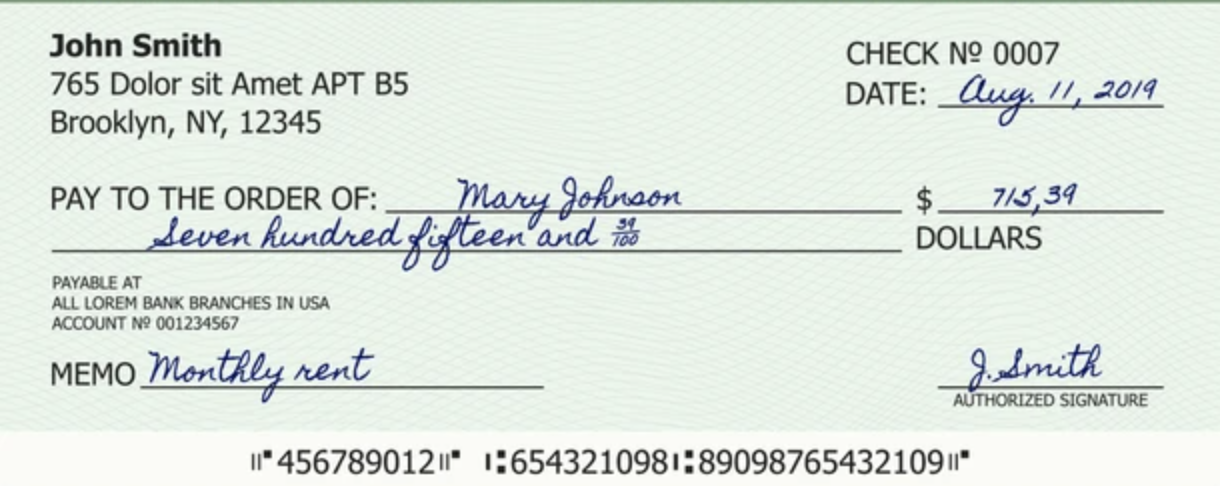 John Smith
765 Dolor sit Amet APT B5
Brooklyn, NY, 12345
CHECK Nº 0007
DATE: Aug. 11, 2019
PAY TO THE ORDER OF: Mary Johnson $ 715,39
Seven hundred fifteen and 39/100 DOLLARS
PAYABLE AT
ALL LOREM BANK BRANCHES IN USA
ACCOUNT Nº 001234567
MEMO Monthly rent
J. Smith
AUTHORIZED SIGNATURE
⑈456789012⑈ ⑆654321098⑆89098765432109⑈